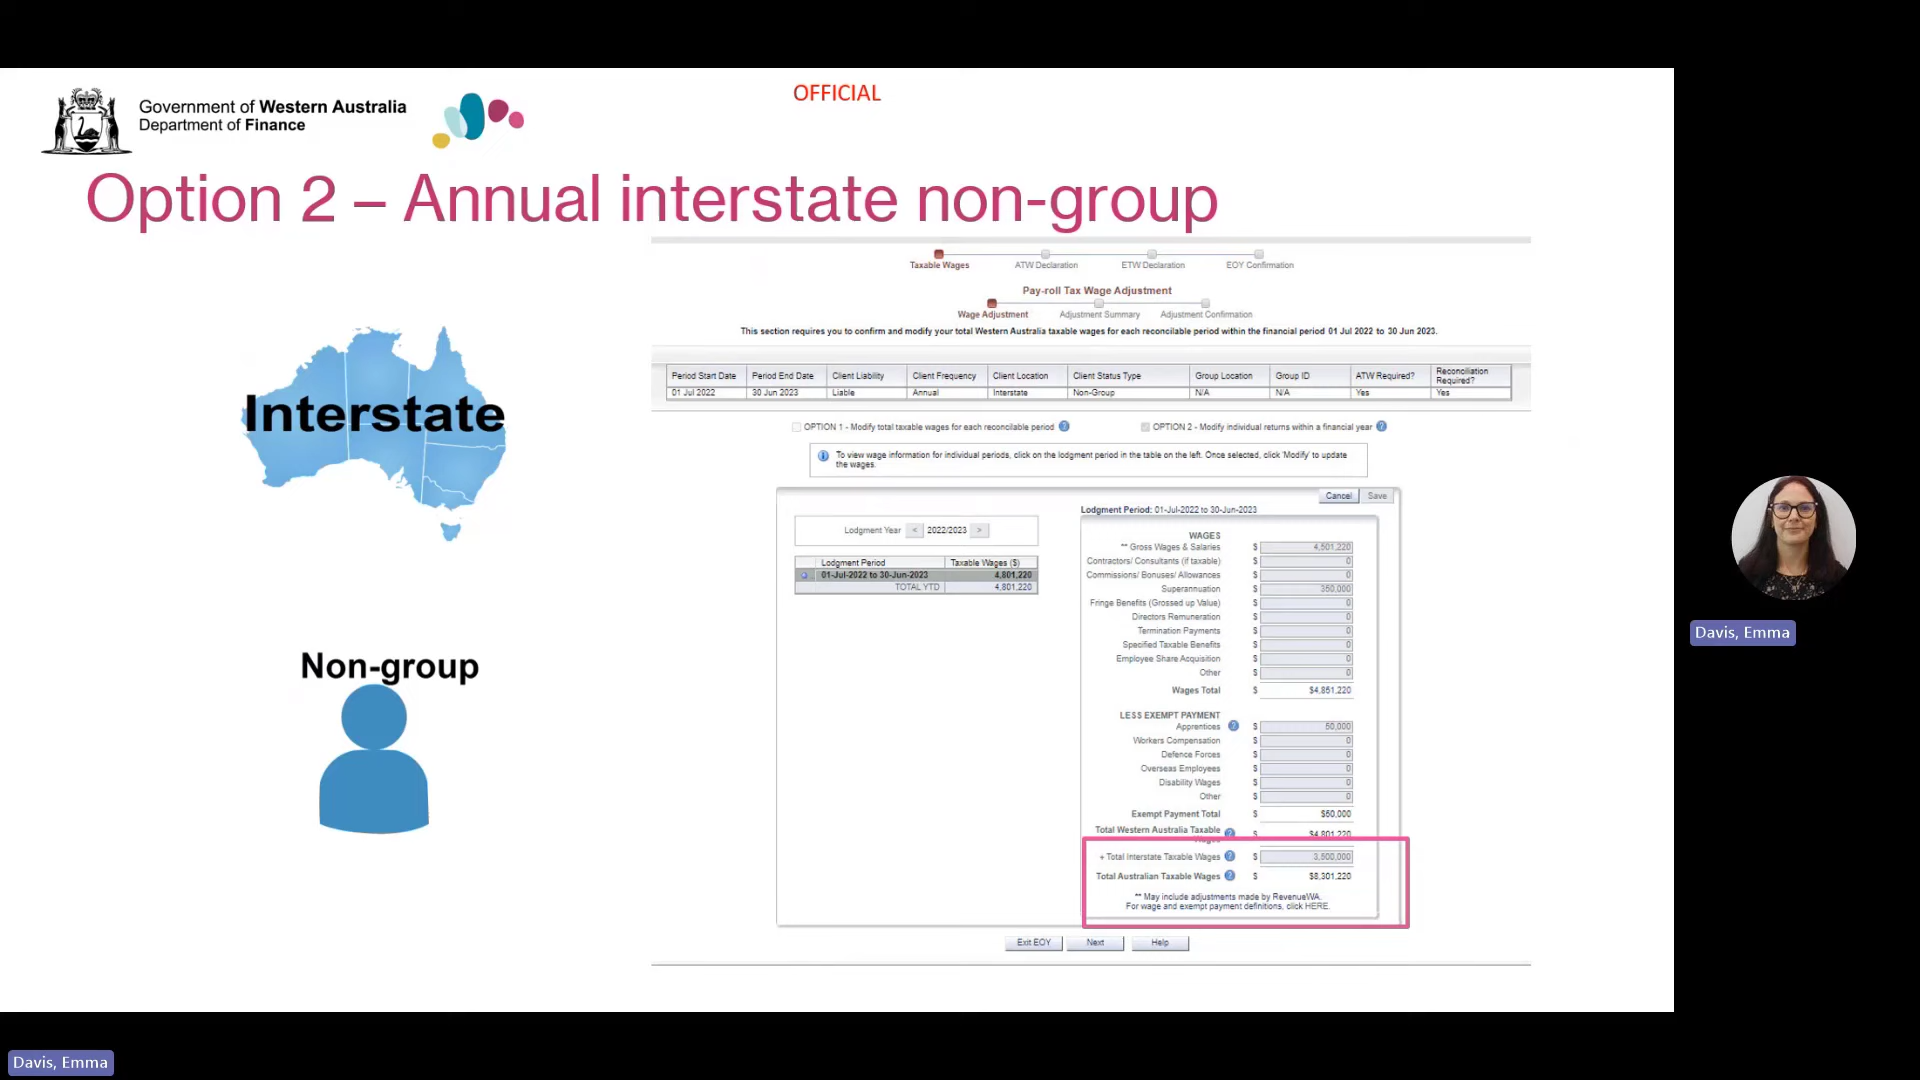 OFFICIAL
Government of Western Australia
Department of Finance
Option 2 – Annual interstate non-group
Interstate
Non-group
Taxable Wages
ATW Declaration
ETW Declaration
EOY Confirmation
Pay-roll Tax Wage Adjustment
Wage Adjustment
Adjustment Summary
Adjustment Confirmation
This section requires you to confirm and modify your total Western Australia taxable wages for each reconcilable period within the financial period 01 Jul 2022 to 30 Jun 2023.
Period Start Date Period End Date Client Liability Client Frequency Client Location Client Status Type Group Location Group ID ATW Required? Reconciliation Required?
01 Jul 2022 30 Jun 2023 Liable Annual Interstate Non-Group N/A N/A Yes Yes
OPTION 1 - Modify total taxable wages for each reconcilable period ?
OPTION 2 - Modify individual returns within a financial year ?
To view wage information for individual periods, click on the lodgment period in the table on the left. Once selected, click 'Modify' to update
the wages.
Cancel Save
Lodgment Year < 2022/2023 >
Lodgment Period Taxable Wages ($)
01-Jul-2022 to 30-Jun-2023 4,801,220
TOTAL YTD 4,801,220
Lodgment Period: 01-Jul-2022 to 30-Jun-2023
WAGES
** Gross Wages & Salaries $ 4,501,220
Contractors/ Consultants (if taxable) $ 0
Commissions/ Bonuses/ Allowances $ 0
Superannuation $ 350,000
Fringe Benefits (Grossed up Value) $ 0
Directors Remuneration $ 0
Termination Payments $ 0
Specified Taxable Benefits $ 0
Employee Share Acquisition $ 0
Other $ 0
Wages Total $ $4,851,220
LESS EXEMPT PAYMENT
Apprentices ? $ 50,000
Workers Compensation $ 0
Defence Forces $ 0
Overseas Employees $ 0
Disability Wages $ 0
Other $ 0
Exempt Payment Total $ $50,000
Total Western Australia Taxable Wages ? $ $4,801,220
+ Total Interstate Taxable Wages ? $ 3,500,000
Total Australian Taxable Wages ? $ $8,301,220
** May include adjustments made by RevenueWA.
For wage and exempt payment definitions, click HERE.
Exit EOY Next Help
Davis, Emma
Davis, Emma